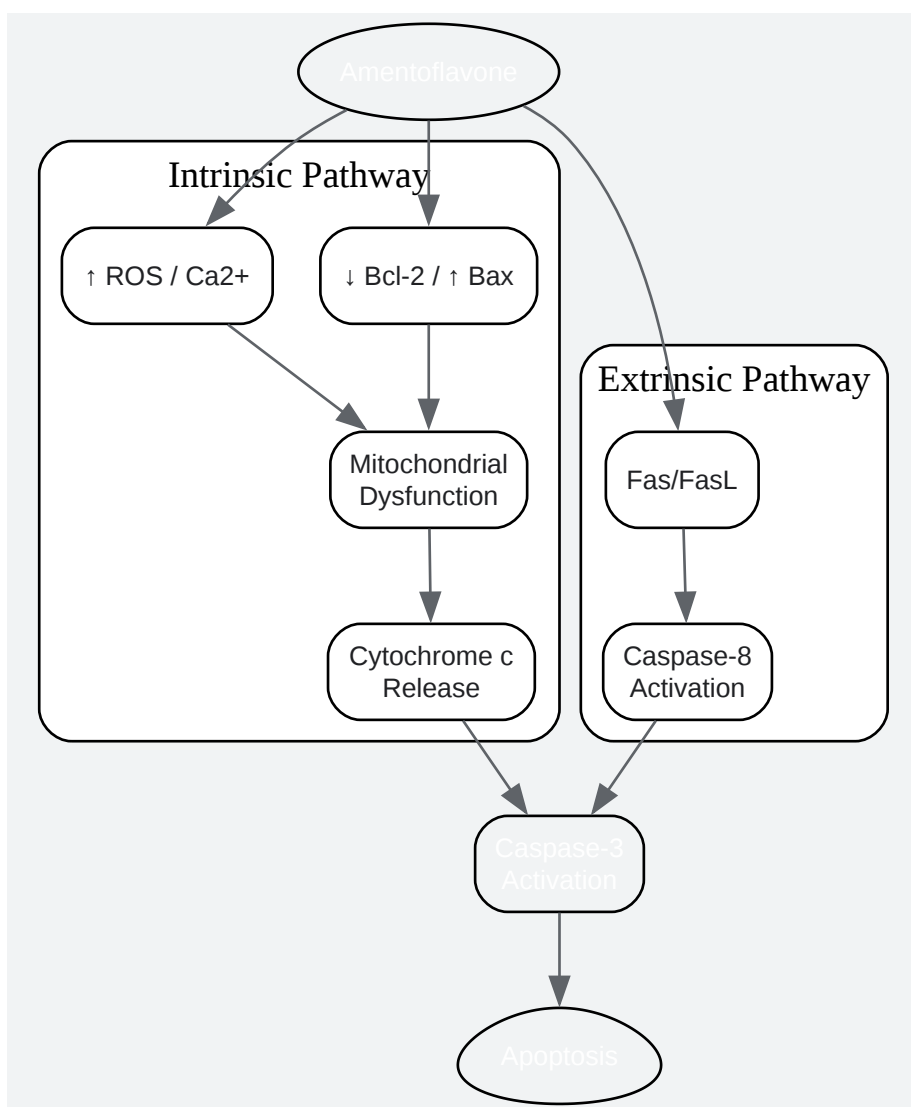 Amentoflavone
Intrinsic Pathway
↑ ROS / Ca2+
↓ Bcl-2 / ↑ Bax
Extrinsic Pathway
Mitochondrial
Dysfunction
Fas/FasL
Cytochrome c
Release
Caspase-8
Activation
Caspase-3
Activation
Apoptosis